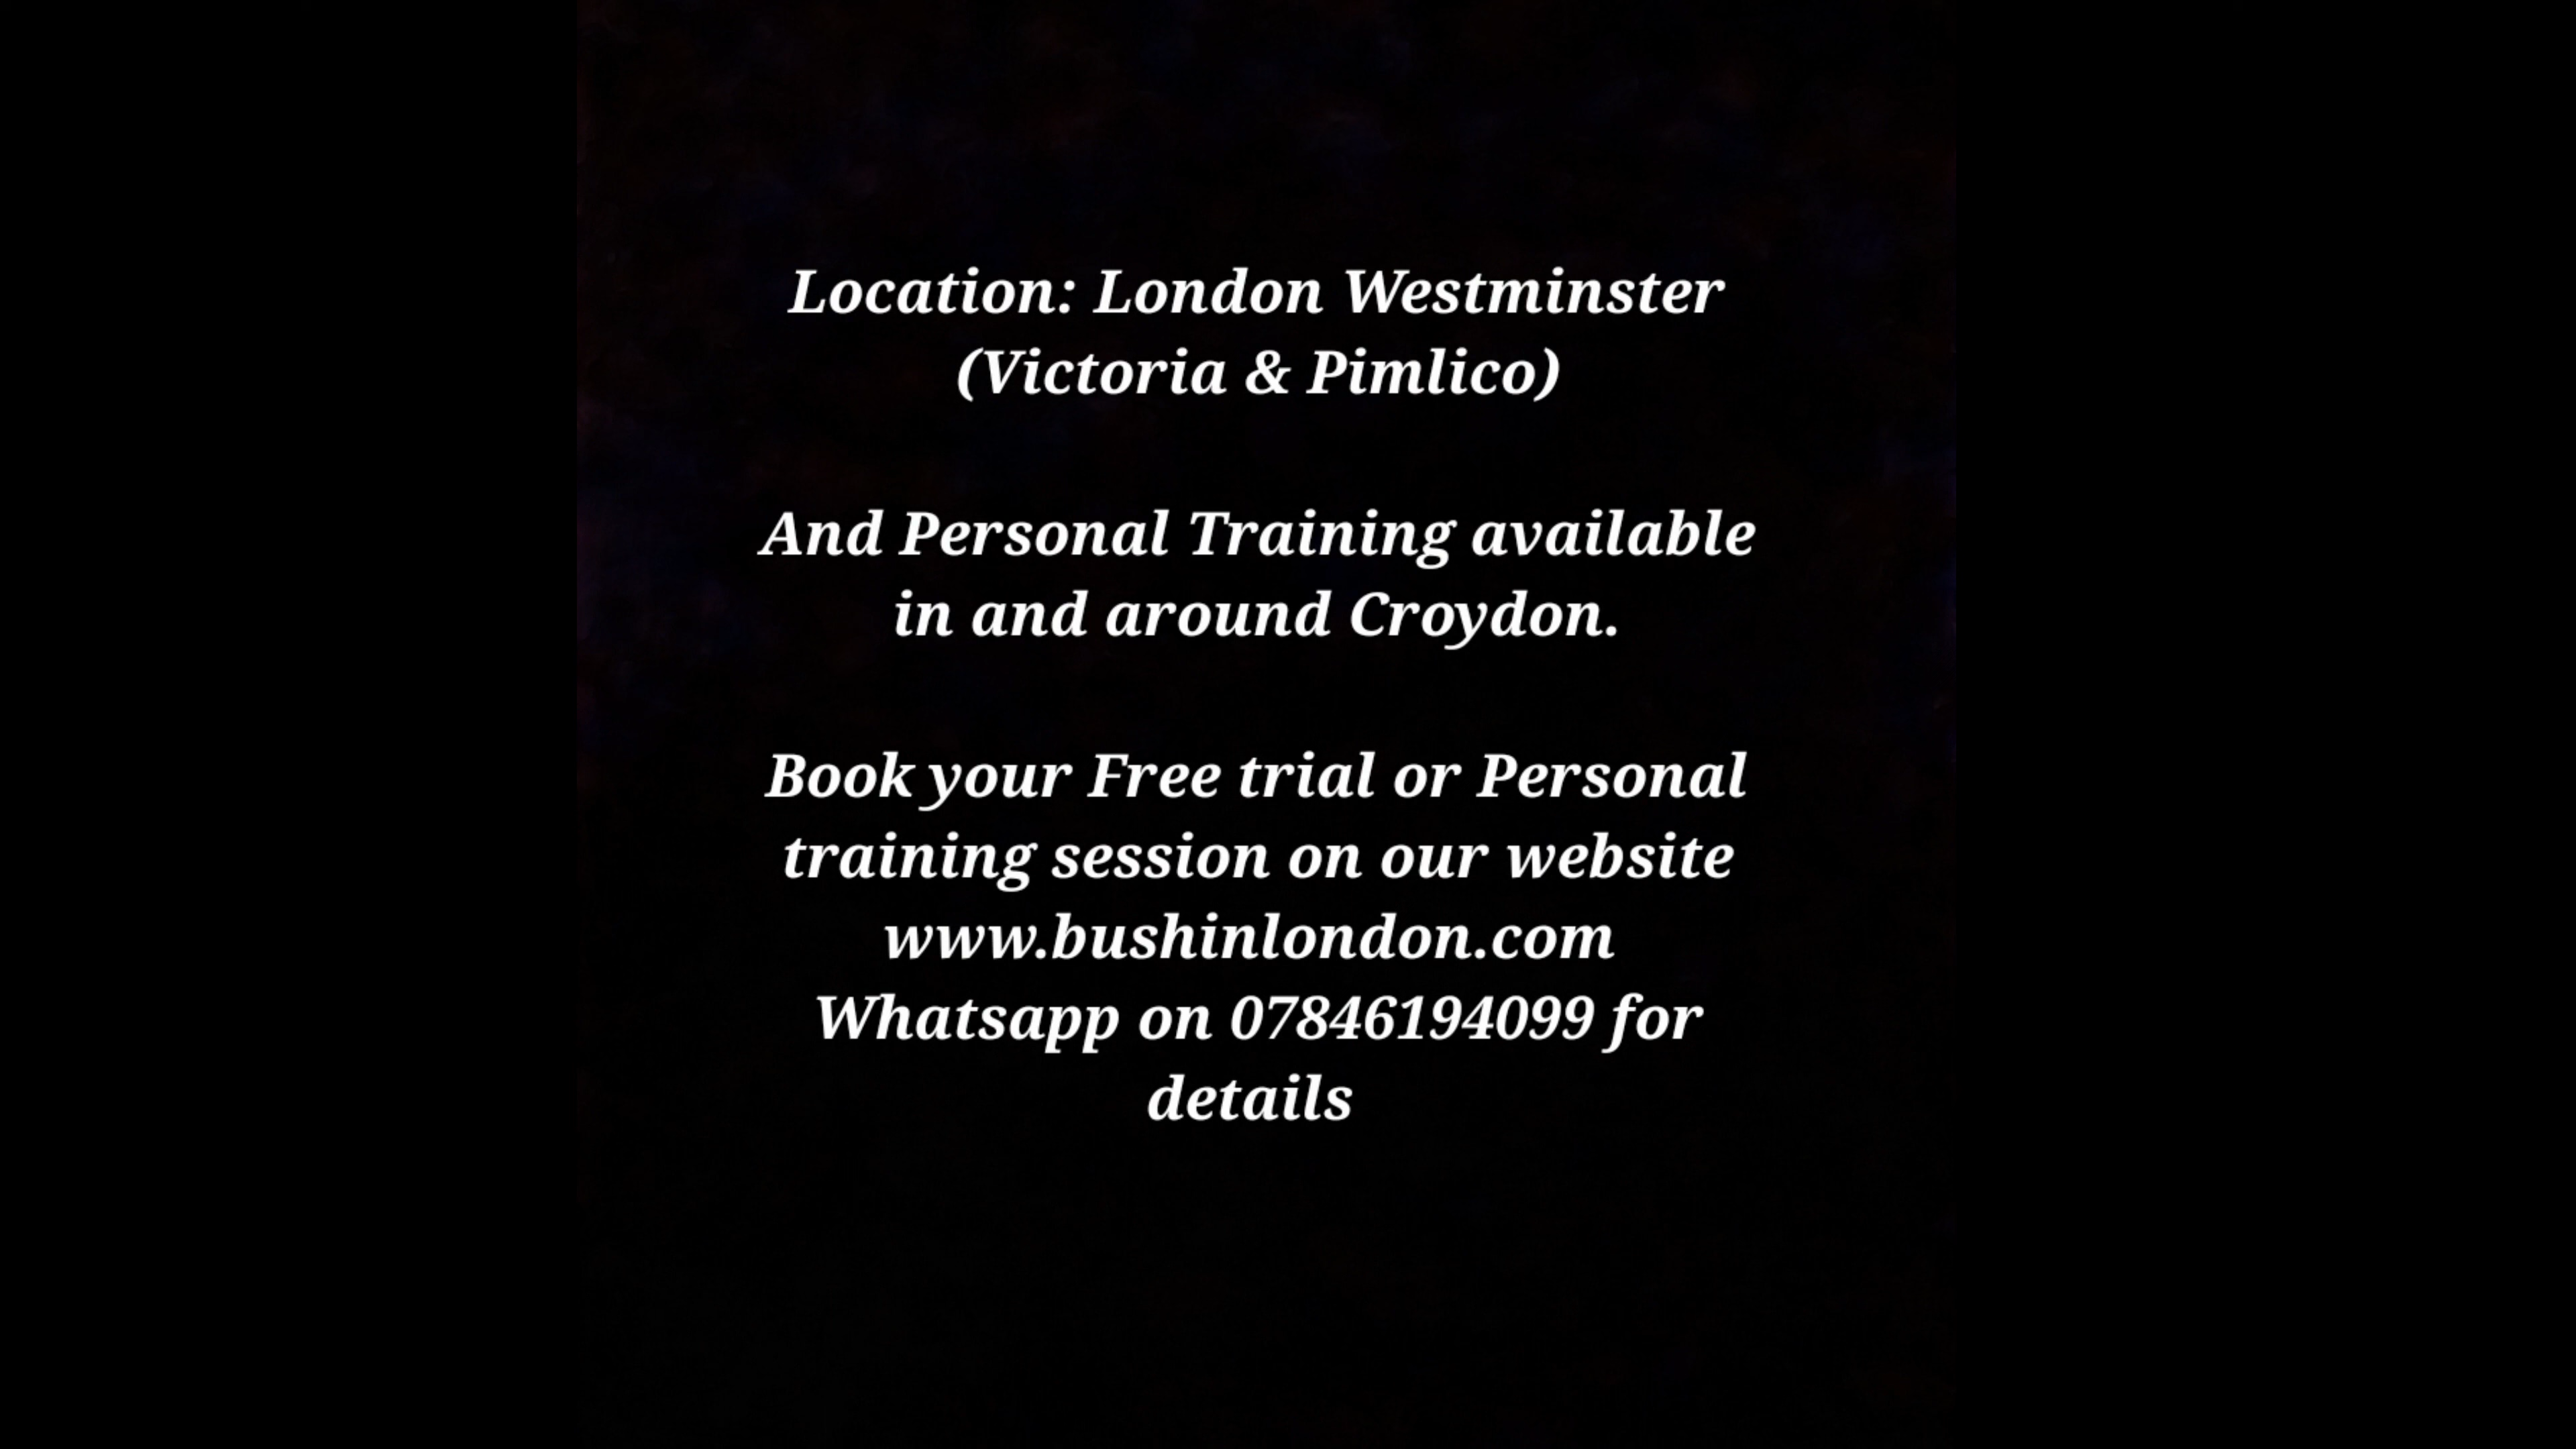 Location: London Westminster
(Victoria & Pimlico)
And Personal Training available
in and around Croydon.
Book your Free trial or Personal
training session on our website
www.bushinlondon.com
Whatsapp on 07846194099 for
details